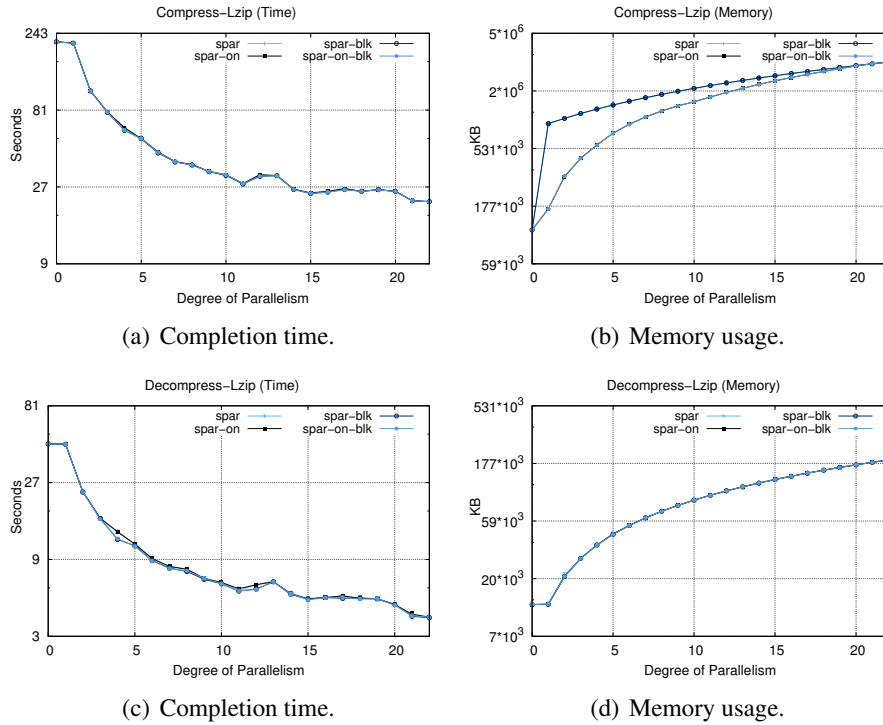 Compress-Lzip (Time)
243
81
27
9
Seconds
spar
spar-on
spar-blk
spar-on-blk
0 5 10 15 20
Degree of Parallelism
(a) Completion time.
Compress-Lzip (Memory)
5*10^6
2*10^6
531*10^3
177*10^3
59*10^3
KB
spar
spar-on
spar-blk
spar-on-blk
0 5 10 15 20
Degree of Parallelism
(b) Memory usage.
Decompress-Lzip (Time)
81
27
9
3
Seconds
spar
spar-on
spar-blk
spar-on-blk
0 5 10 15 20
Degree of Parallelism
(c) Completion time.
Decompress-Lzip (Memory)
531*10^3
177*10^3
59*10^3
20*10^3
7*10^3
KB
spar
spar-on
spar-blk
spar-on-blk
0 5 10 15 20
Degree of Parallelism
(d) Memory usage.